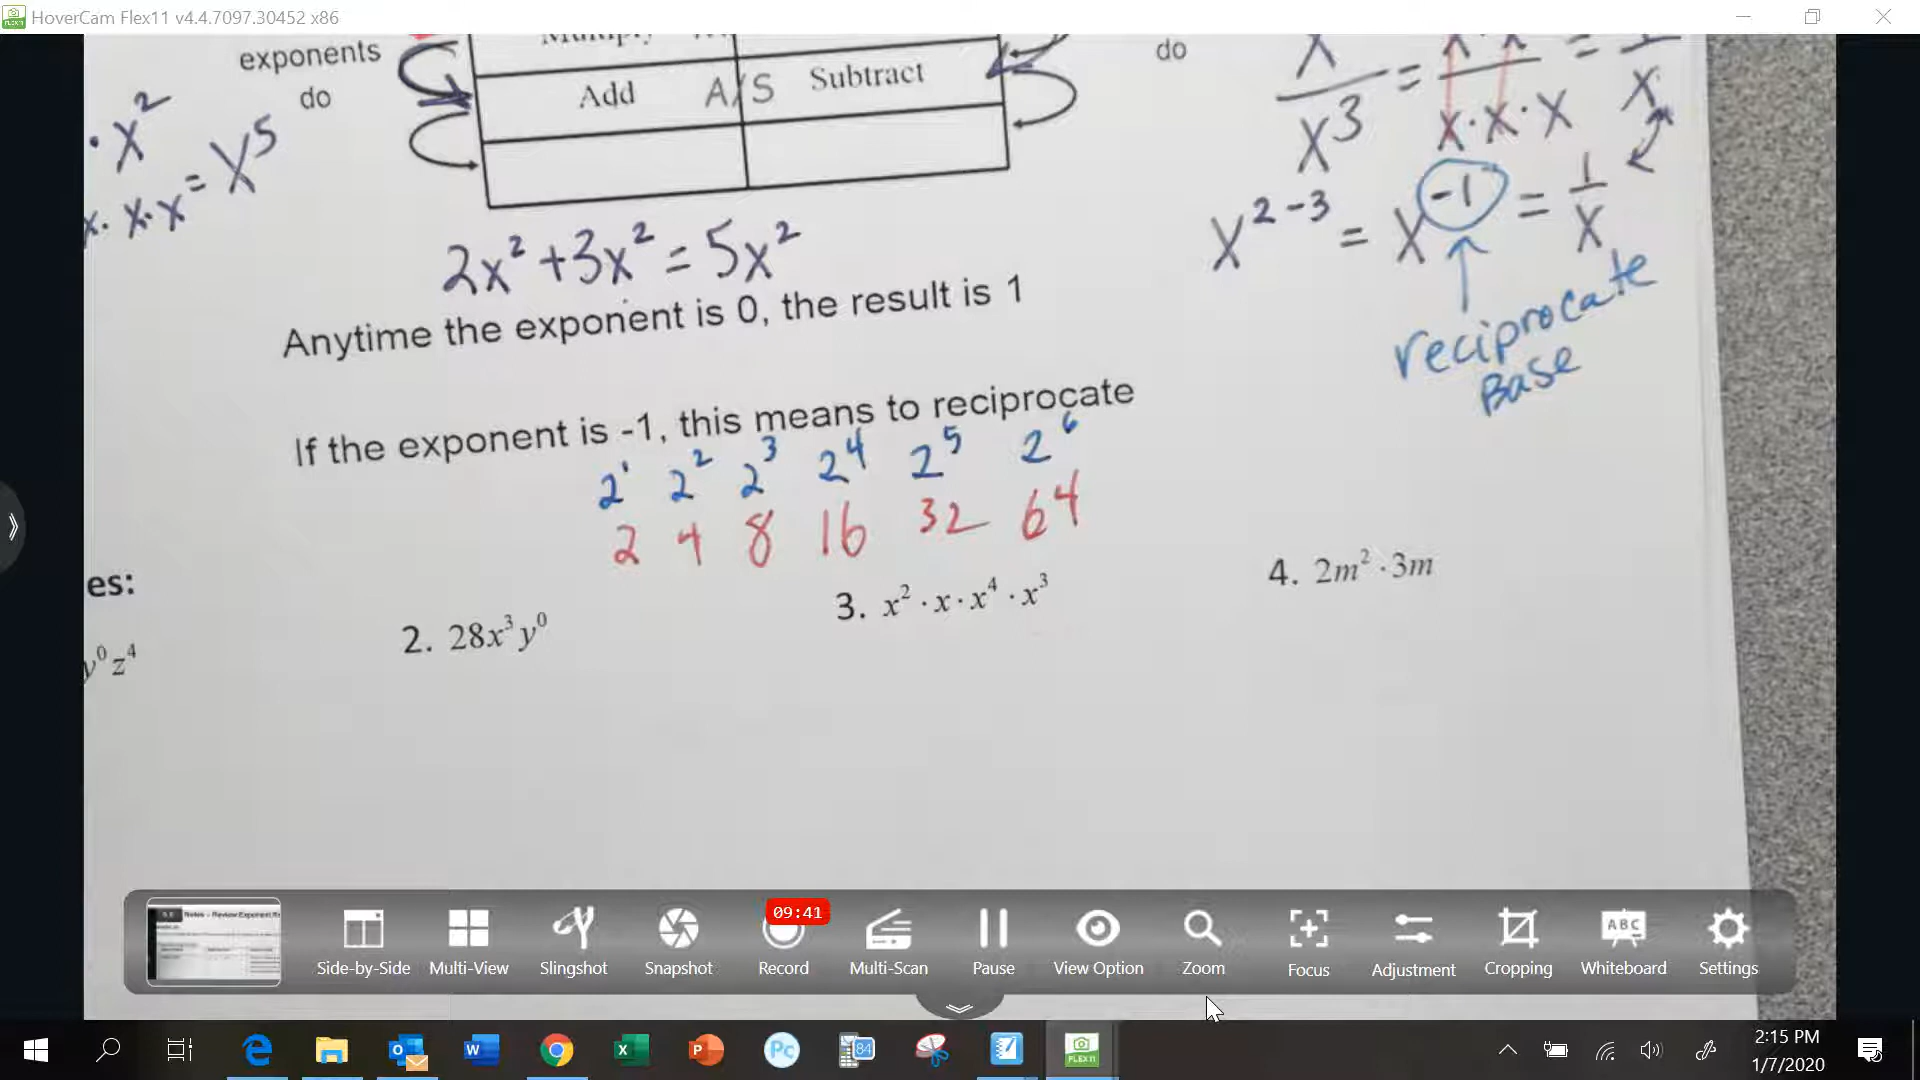 HoverCam Flex11 v4.4.7097.30452 x86
exponents
do
Multiply
Add A/S Subtract
do
· x²
x · x · x = x⁵
x / x³ = x · x / x · x · x = 1 / x
x²⁻³ = x⁻¹ = 1 / x
reciprocate
Base
2x² + 3x² = 5x²
Anytime the exponent is 0, the result is 1
If the exponent is -1, this means to reciprocate
2¹ 2² 2³ 2⁴ 2⁵ 2⁶
2 4 8 16 32 64
es:
y⁰z⁴
2. 28x³y⁰
3. x² · x · x⁴ · x³
4. 2m² · 3m
09:41
Side-by-Side Multi-View Slingshot Snapshot Record Multi-Scan Pause View Option Zoom Focus Adjustment Cropping Whiteboard Settings
ABC
2:15 PM
1/7/2020